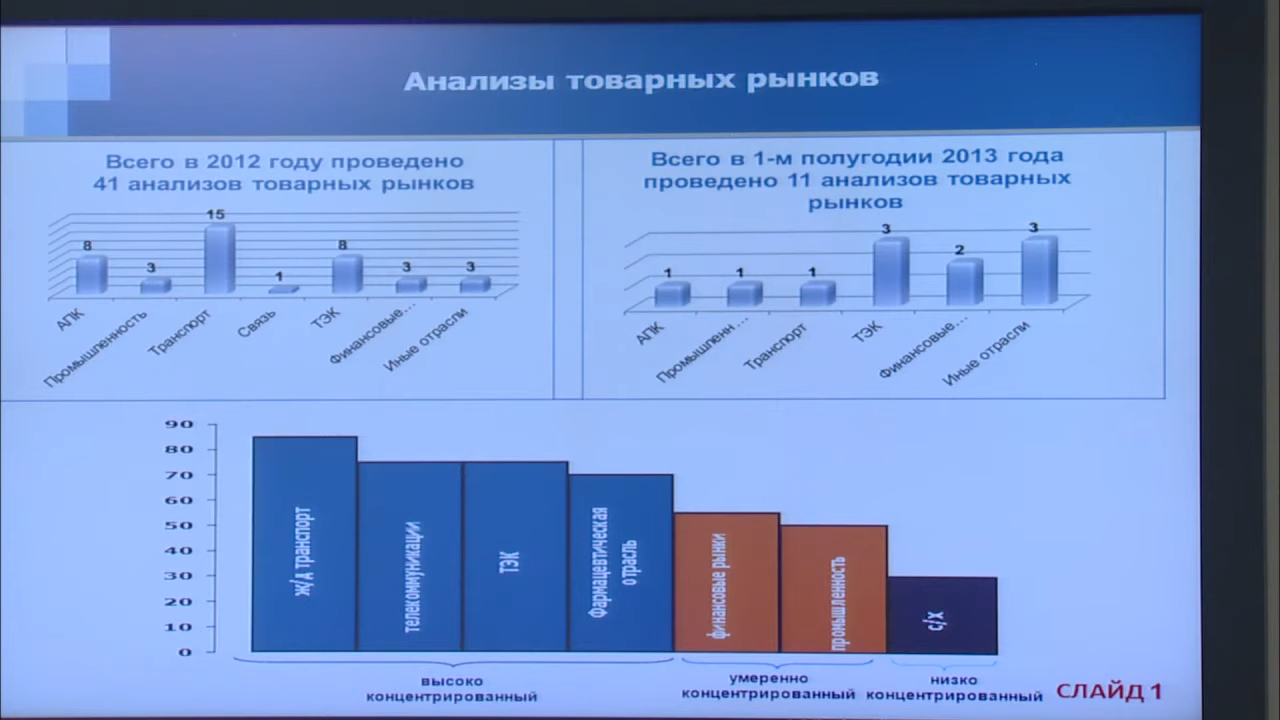 Анализы товарных рынков
Всего в 2012 году проведено
41 анализов товарных рынков
15
8
3
1
8
3
3
АПК
Промышленность
Транспорт
Связь
ТЭК
Финансовые...
Иные отрасли
Всего в 1-м полугодии 2013 года
проведено 11 анализов товарных
рынков
1
1
1
3
2
3
АПК
Промышленн...
Транспорт
ТЭК
Финансовые...
Иные отрасли
90
80
70
60
50
40
30
20
10
0
ж/д транспорт
телекоммуникации
ТЭК
Фармацевтическая
отрасль
финансовые рынки
промышленность
с/х
высоко
концентрированный
умеренно
концентрированный
низко
концентрированный
СЛАЙД 1